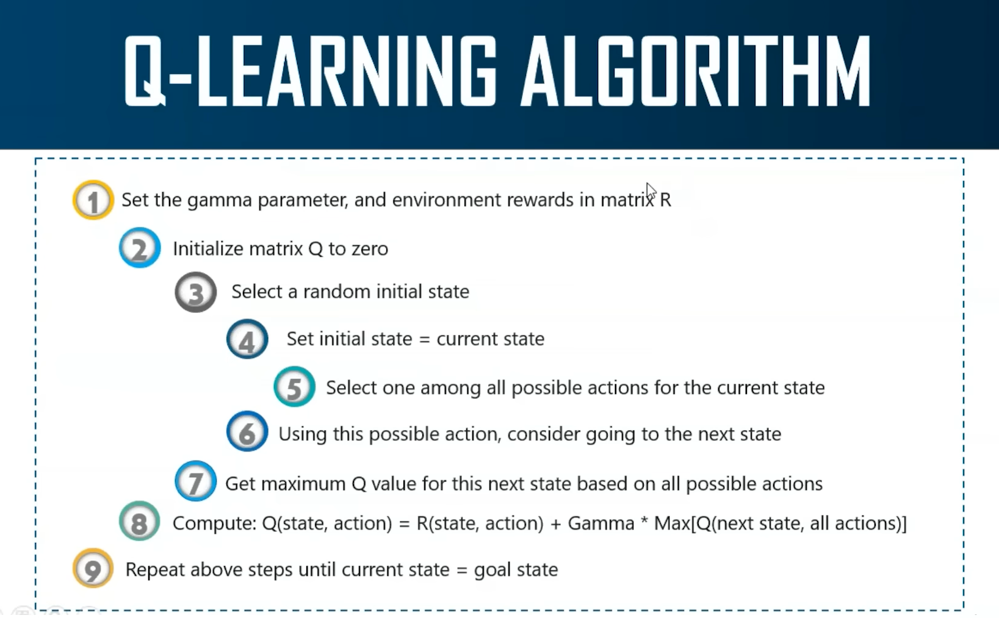 Q-LEARNING ALGORITHM
1 Set the gamma parameter, and environment rewards in matrix R
2 Initialize matrix Q to zero
3 Select a random initial state
4 Set initial state = current state
5 Select one among all possible actions for the current state
6 Using this possible action, consider going to the next state
7 Get maximum Q value for this next state based on all possible actions
8 Compute: Q(state, action) = R(state, action) + Gamma * Max[Q(next state, all actions)]
9 Repeat above steps until current state = goal state